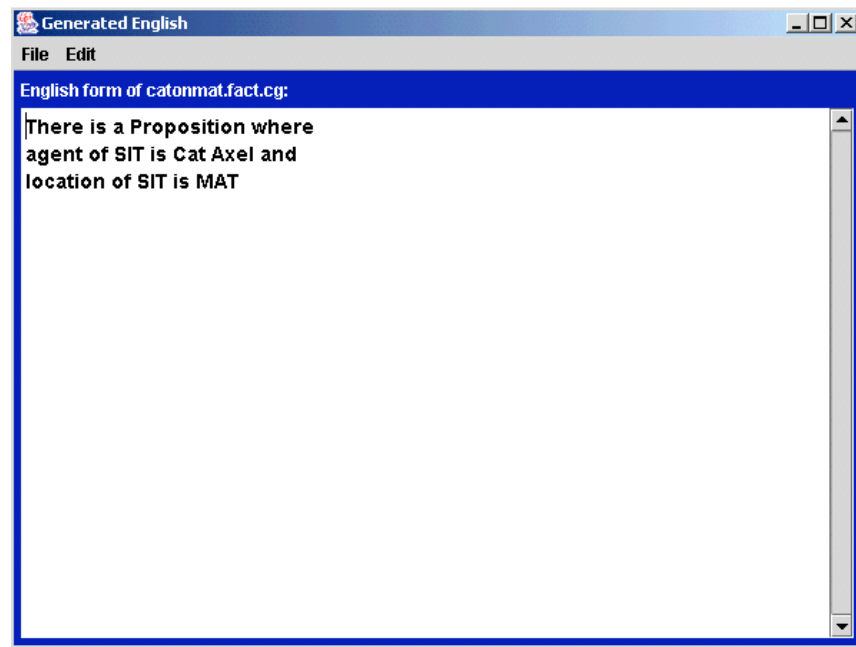 Generated English
File Edit
English form of catonmat.fact.cg:
There is a Proposition where
agent of SIT is Cat Axel and
location of SIT is MAT